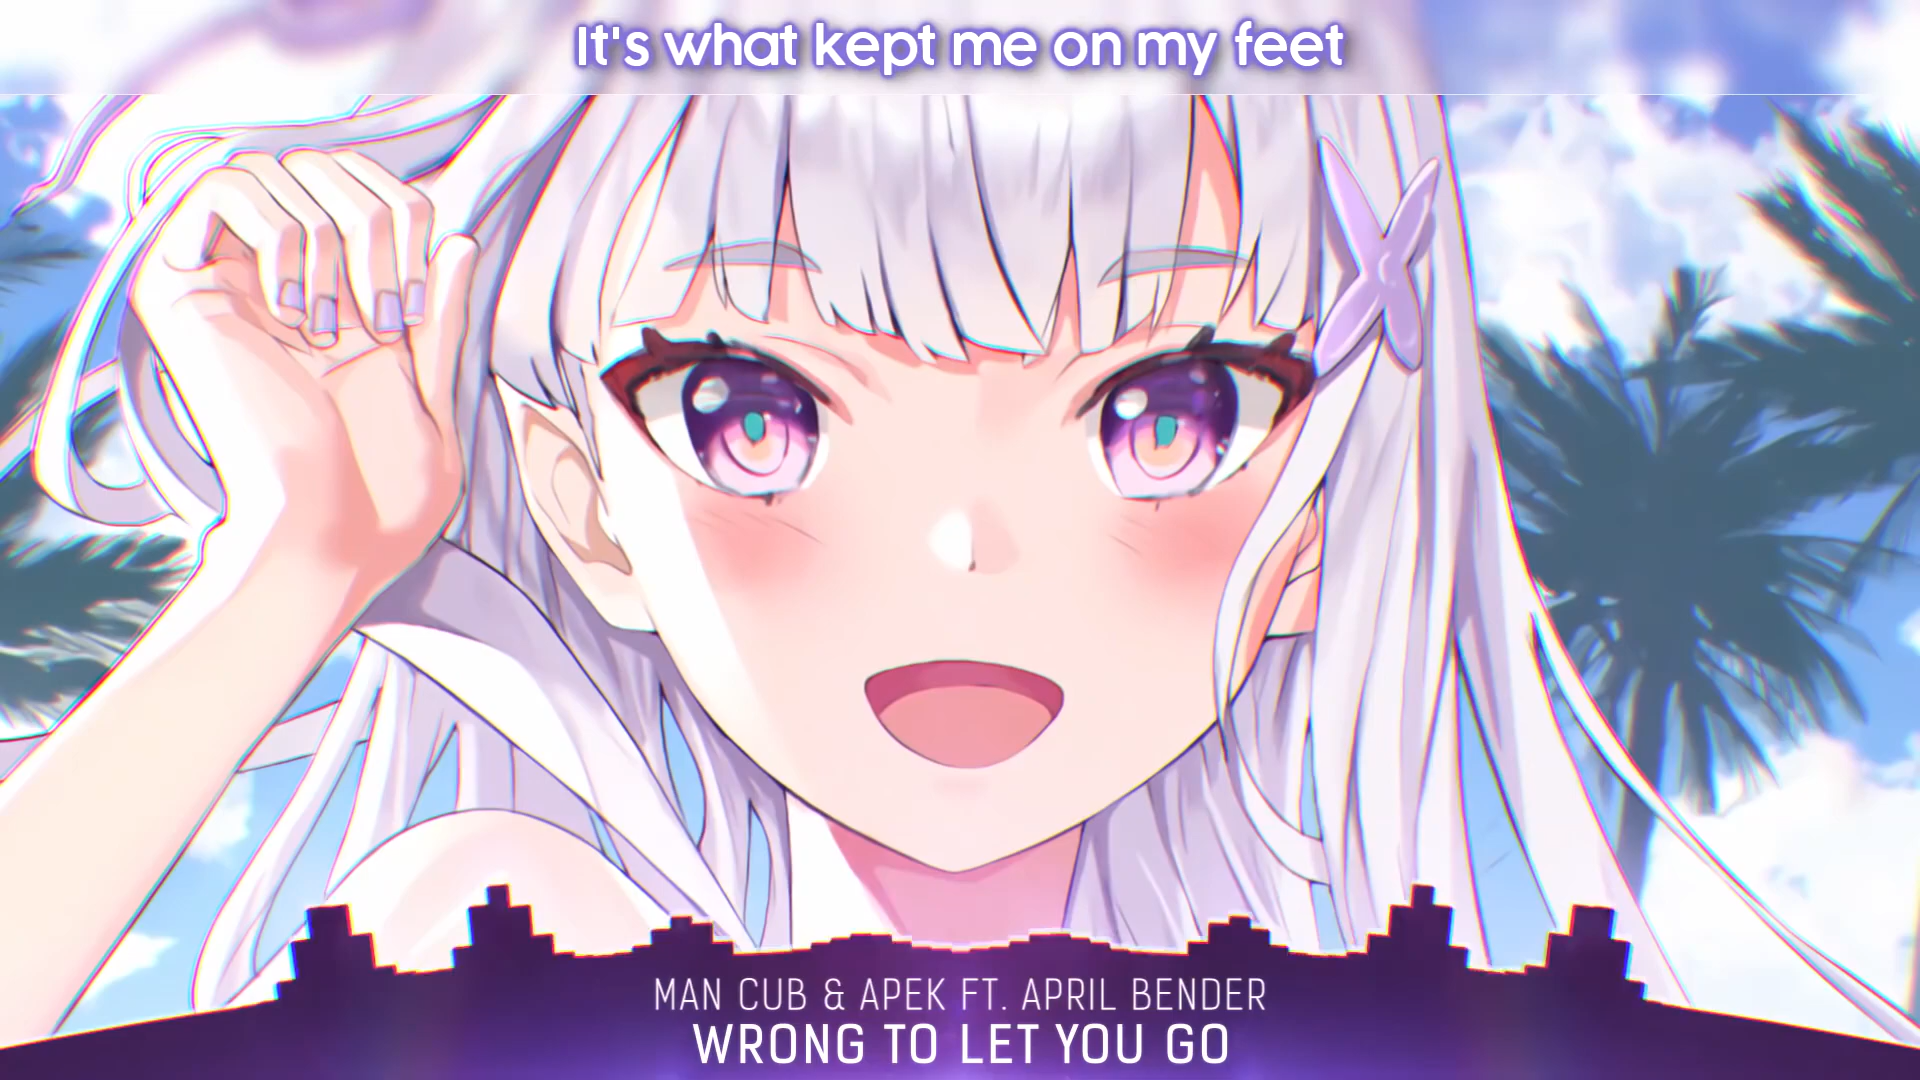 It's what kept me on my feet
MAN CUB & APEK FT. APRIL BENDER
WRONG TO LET YOU GO